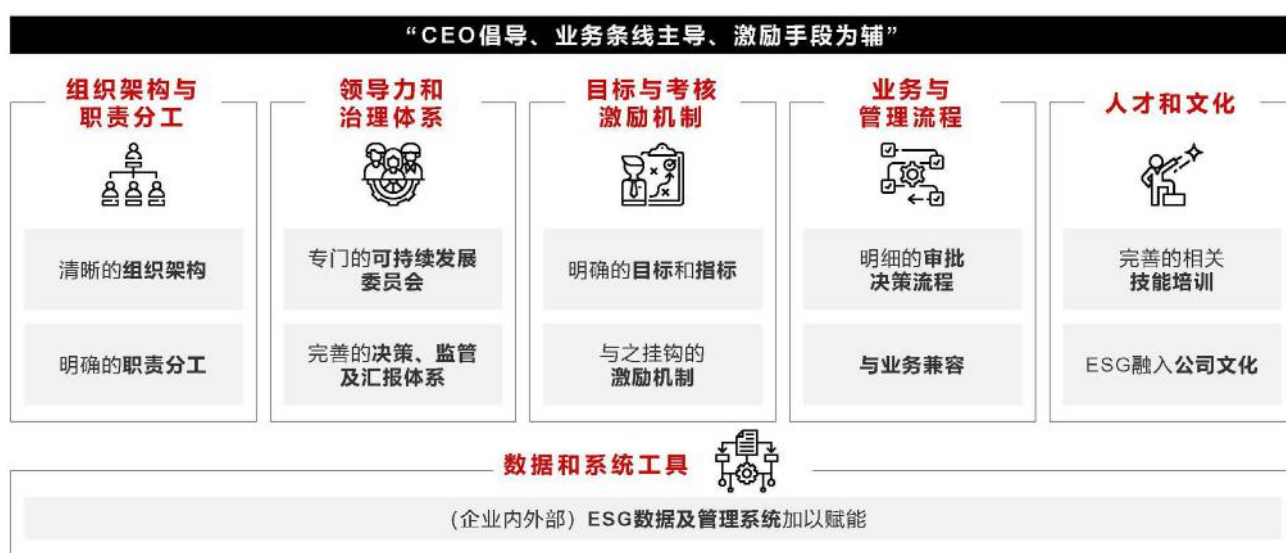 “CEO倡导、业务条线主导、激励手段为辅”
组织架构与
职责分工
清晰的组织架构
明确的职责分工
领导力和
治理体系
专门的可持续发展
委员会
完善的决策、监管
及汇报体系
目标与考核
激励机制
明确的目标和指标
与之挂钩的
激励机制
业务与
管理流程
明细的审批
决策流程
与业务兼容
人才和文化
完善的相关
技能培训
ESG融入公司文化
数据和系统工具
(企业内外部) ESG数据及管理系统加以赋能